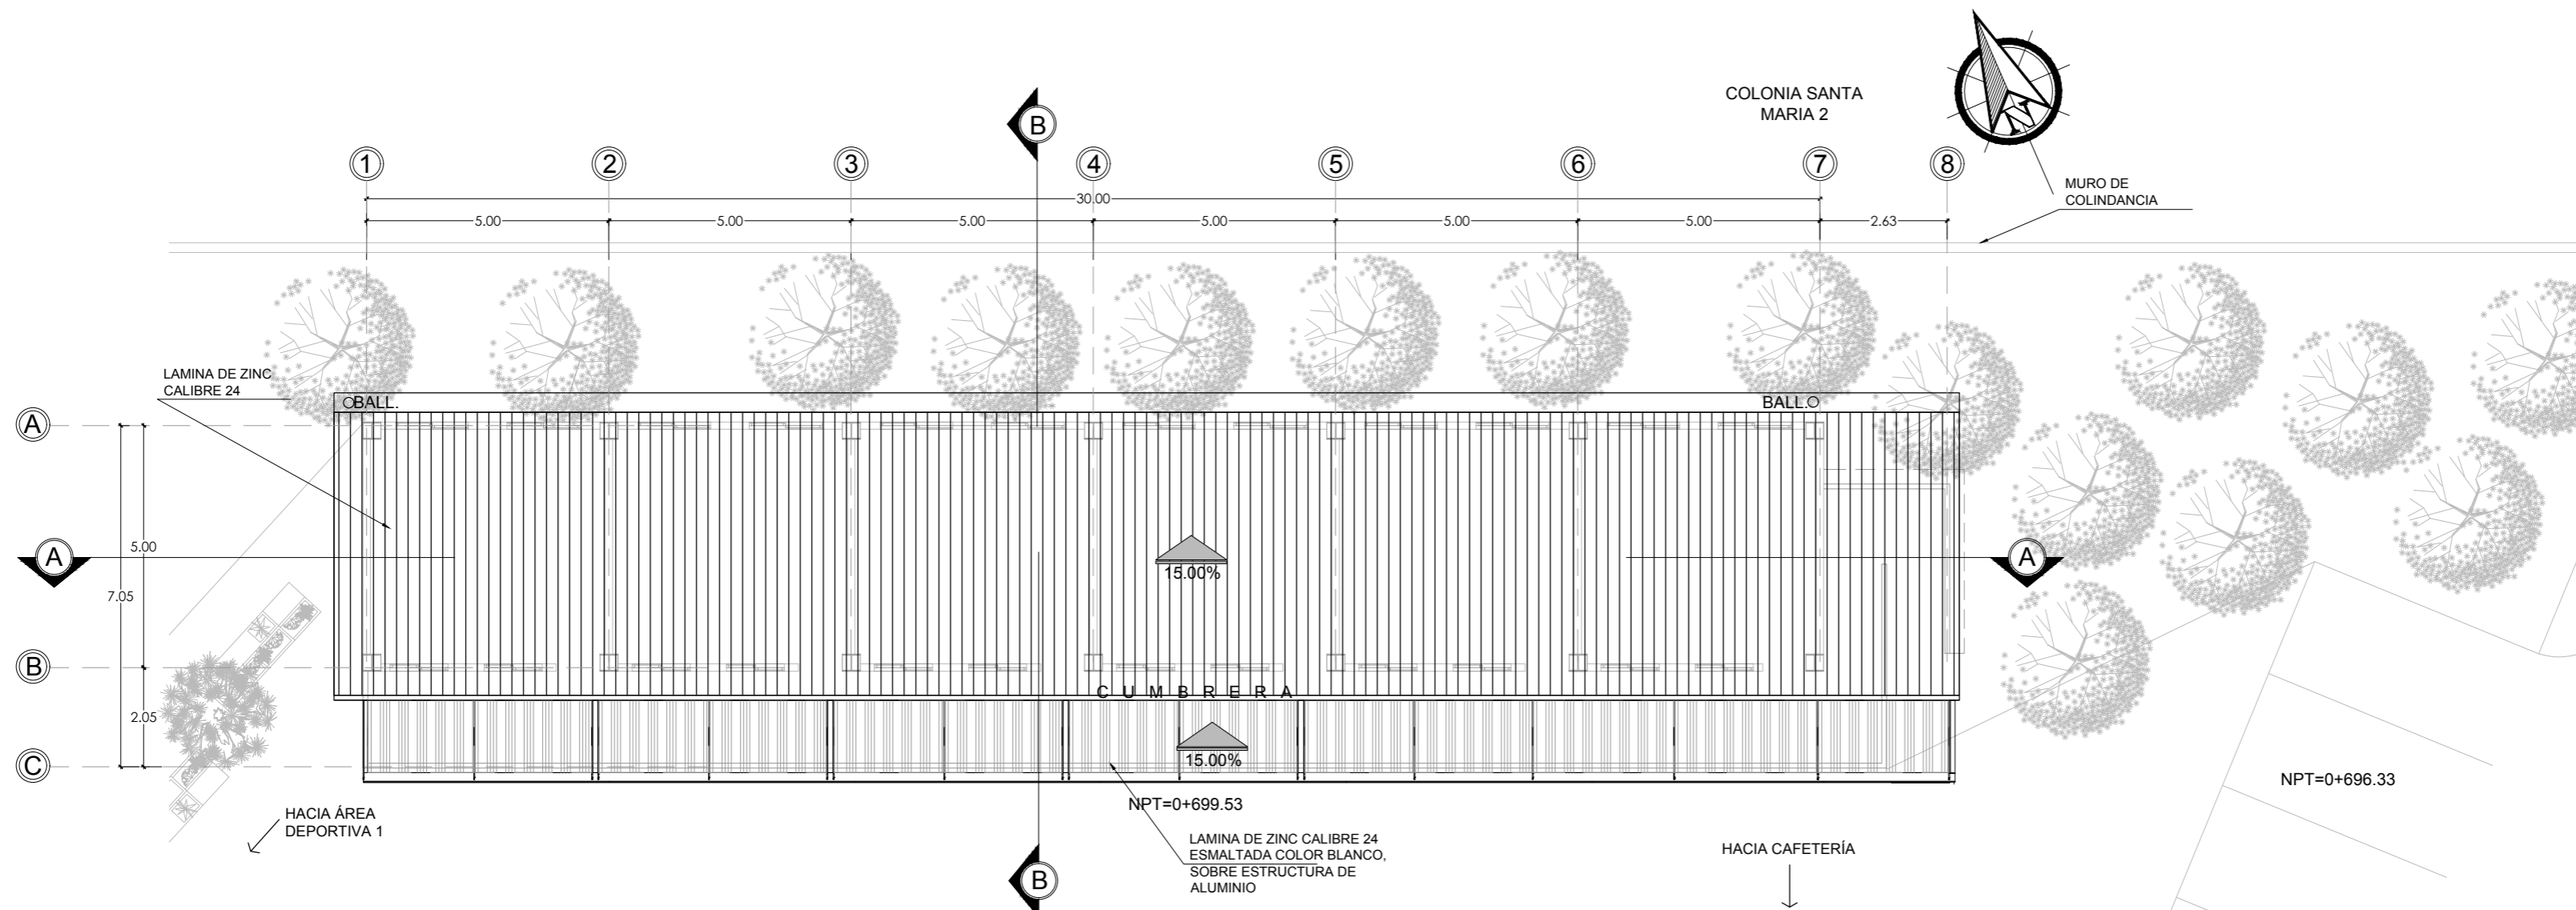 COLONIA SANTA
MARIA 2
N
B
1
2
3
4
5
6
7
8
30.00
5.00
5.00
5.00
5.00
5.00
5.00
2.63
MURO DE
COLINDANCIA
LAMINA DE ZINC
CALIBRE 24
BALL.
BALL.
A
5.00
7.05
A
A
15.00%
B
CUMBRERA
2.05
15.00%
C
NPT=0+699.53
NPT=0+696.33
HACIA ÁREA
DEPORTIVA 1
LAMINA DE ZINC CALIBRE 24
ESMALTADA COLOR BLANCO,
SOBRE ESTRUCTURA DE
ALUMINIO
HACIA CAFETERÍA
B